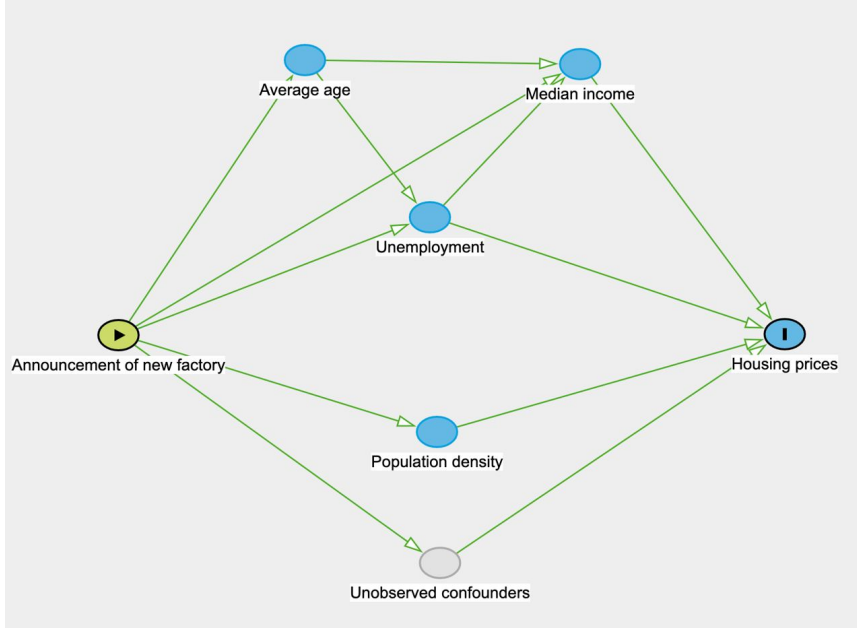 Average age
Median income
Unemployment
Announcement of new factory
Housing prices
Population density
Unobserved confounders